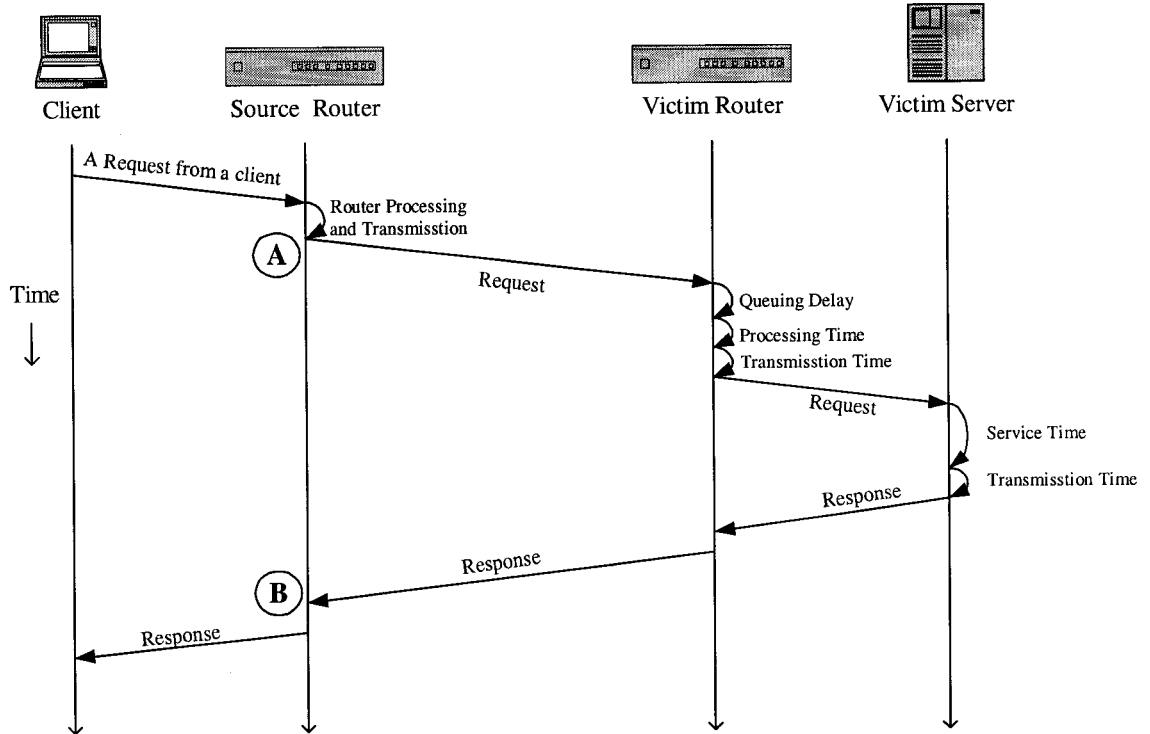 Client
Source Router
Victim Router
Victim Server
A Request from a client
Router Processing
and Transmisstion
A
Request
Time
Queuing Delay
Processing Time
Transmisstion Time
Request
Service Time
Transmisstion Time
Response
Response
B
Response